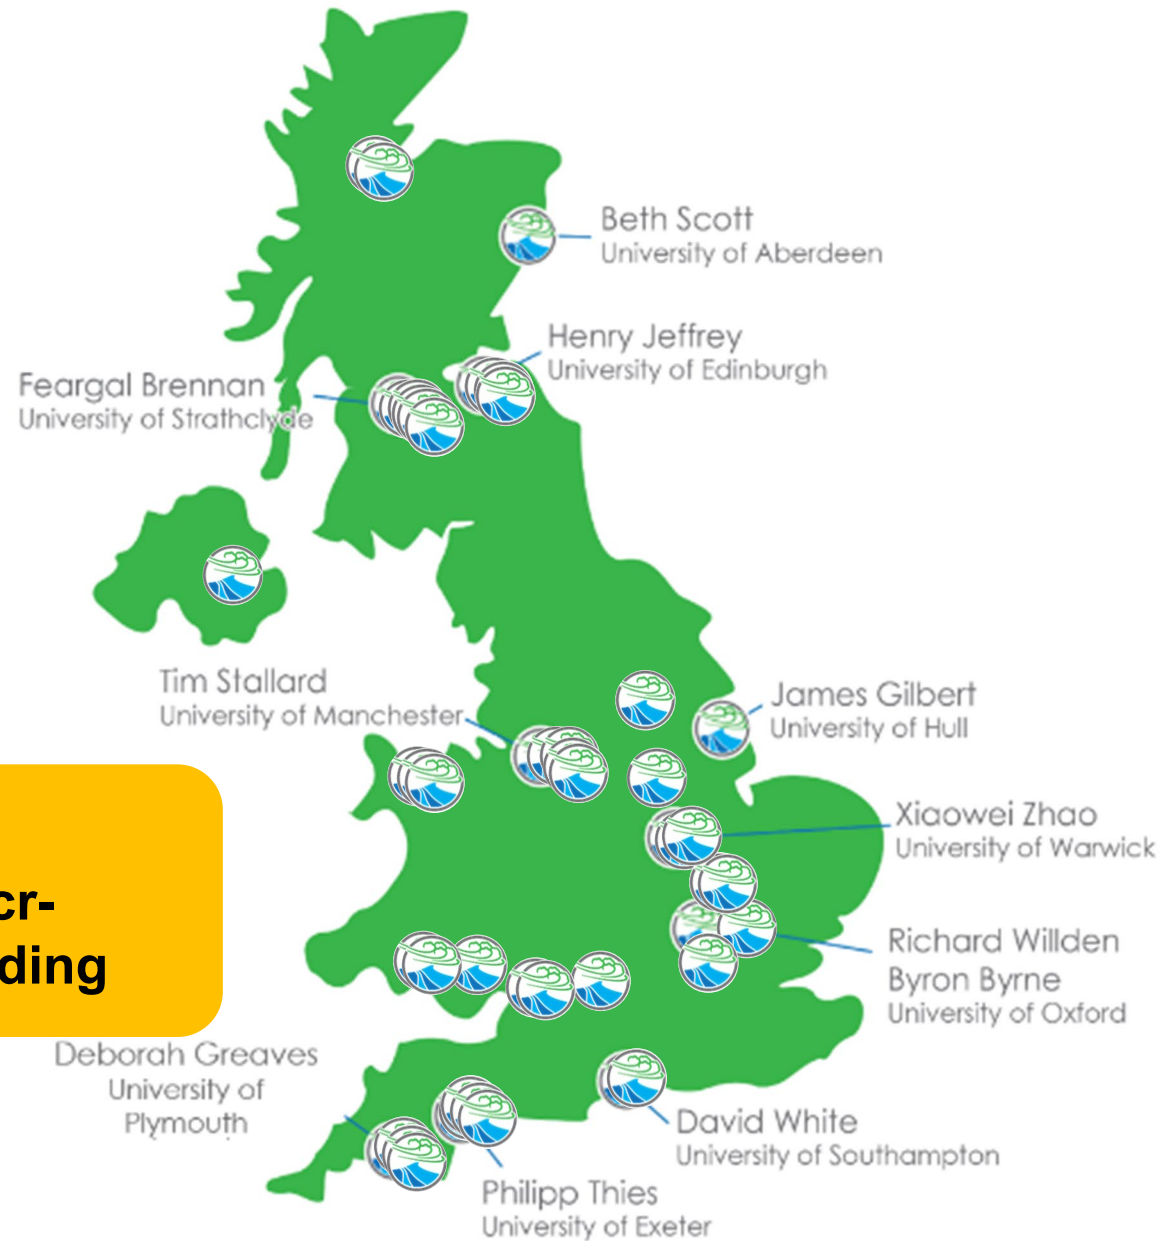 Beth Scott
University of Aberdeen
Henry Jeffrey
University of Edinburgh
Feargal Brennan
University of Strathclyde
Tim Stallard
University of Manchester
James Gilbert
University of Hull
Xiaowei Zhao
University of Warwick
cr-
ding
Richard Willden
Byron Byrne
University of Oxford
Deborah Greaves
University of
Plymouth
David White
University of Southampton
Philipp Thies
University of Exeter